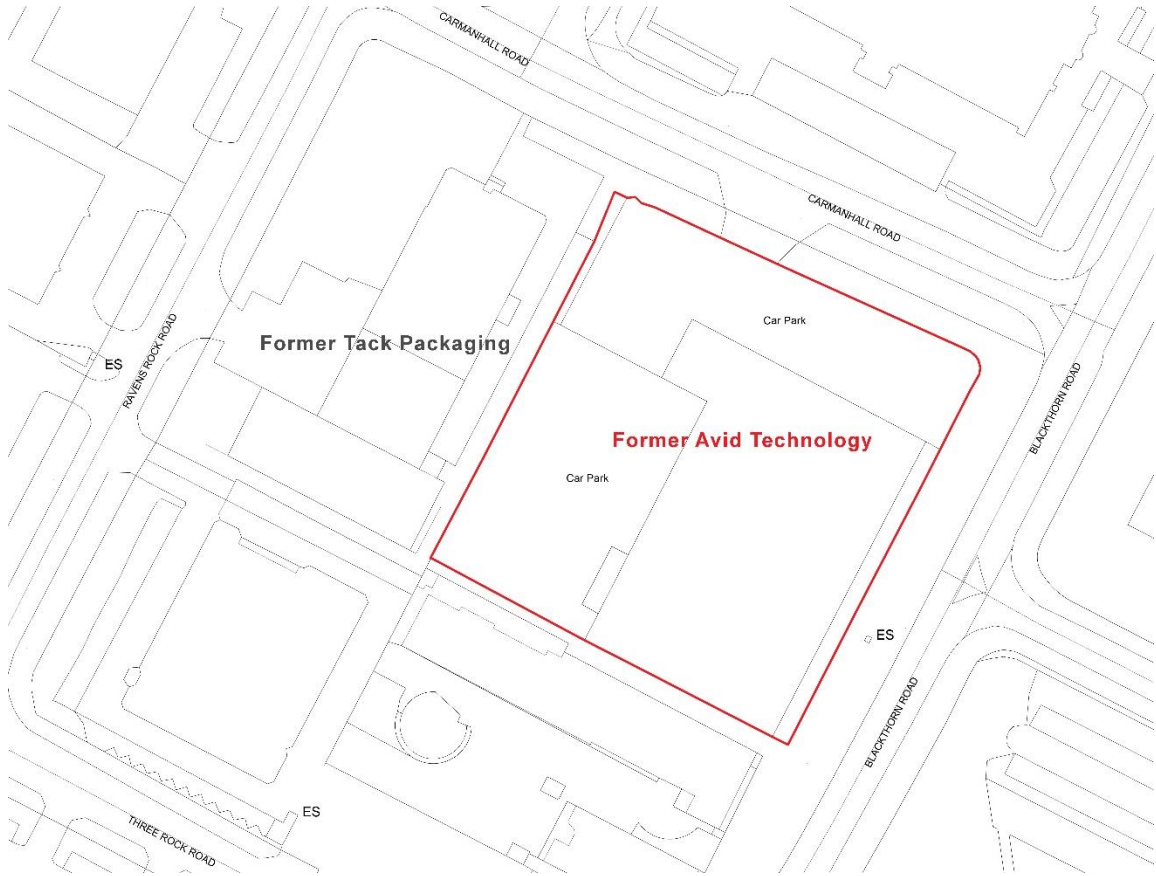 CARMANHALL ROAD
CARMANHALL ROAD
Car Park
Former Tack Packaging
ES
RAVENS ROCK ROAD
BLACKTHORN ROAD
Former Avid Technology
Car Park
ES
BLACKTHORN ROAD
ES
THREE ROCK ROAD